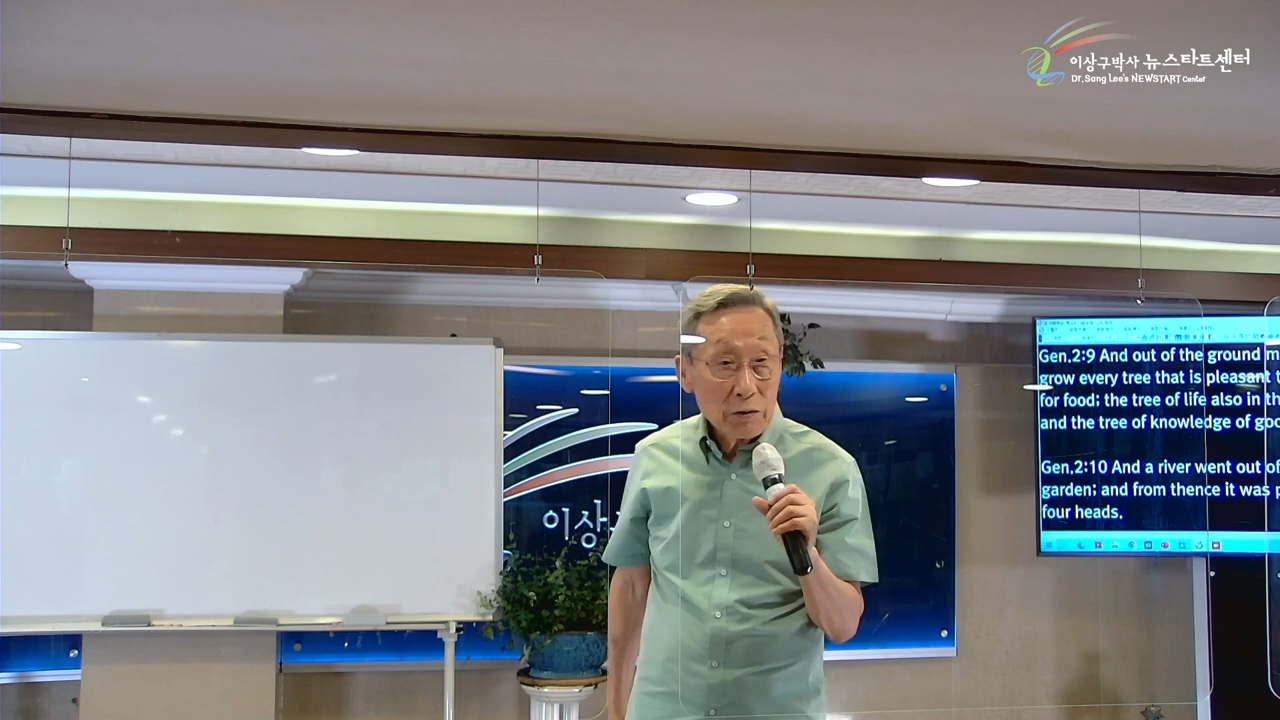 이상구박사 뉴스타트센터
Dr. Sang Lee's NEWSTART Center
이상
Gen.2:9 And out of the ground m
grow every tree that is pleasant t
for food; the tree of life also in th
and the tree of knowledge of goo
Gen.2:10 And a river went out of
garden; and from thence it was p
four heads.